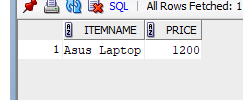 SQL | All Rows Fetched: 1
ITEMNAME PRICE
1 Asus Laptop 1200